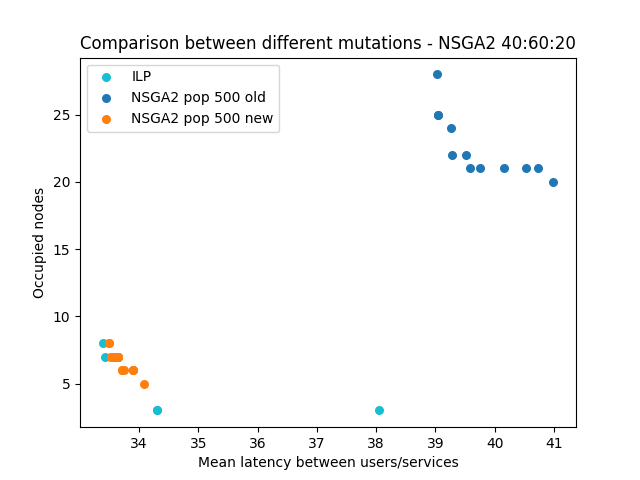 Comparison between different mutations - NSGA2 40:60:20
ILP
NSGA2 pop 500 old
NSGA2 pop 500 new
Occupied nodes
25
20
15
10
5
34 35 36 37 38 39 40 41
Mean latency between users/services